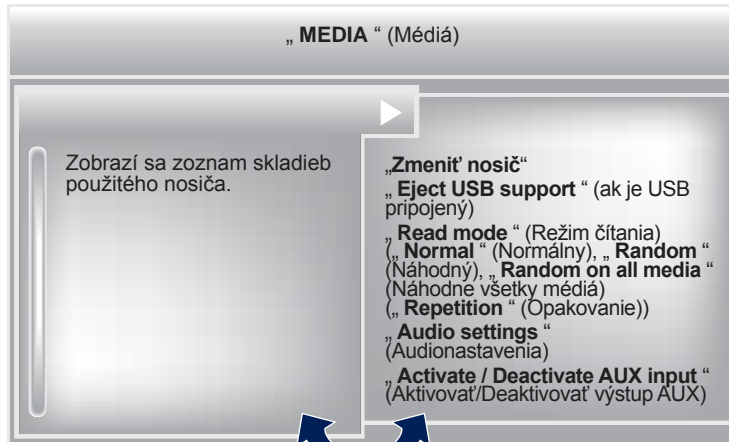 „ MEDIA “ (Médiá)
Zobrazí sa zoznam skladieb
použitého nosiča.
„Zmeniť nosič“
„ Eject USB support “ (ak je USB
pripojený)
„ Read mode “ (Režim čítania)
(„ Normal “ (Normálny), „ Random “
(Náhodný), „ Random on all media “
(Náhodne všetky médiá)
(„ Repetition “ (Opakovanie))
„ Audio settings “
(Audionastavenia)
„ Activate / Deactivate AUX input “
(Aktivovať/Deaktivovať výstup AUX)